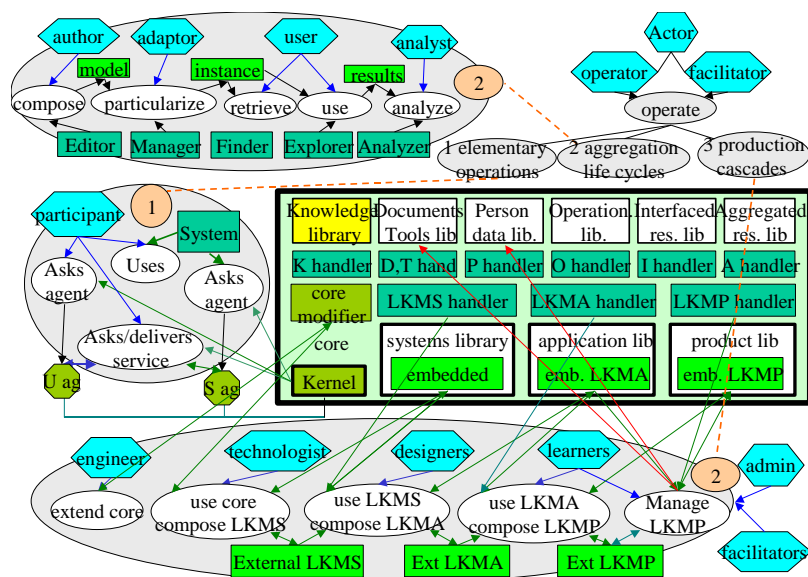 author
adaptor
user
analyst
model
instance
results
2
compose
particularize
retrieve
use
analyze
Editor
Manager
Finder
Explorer
Analyzer
Actor
operator
facilitator
operate
1 elementary
operations
2 aggregation
life cycles
3 production
cascades
participant
1
System
Uses
Asks
agent
Asks
agent
Asks/delivers
service
U ag
S ag
Knowledge
library
Documents
Tools lib
Person
data lib.
Operation
lib.
Interfaced
res. lib
Aggregated
res. lib
K handler
D,T hand
P handler
O handler
I handler
A handler
core
modifier
LKMS handler
LKMA handler
LKMP handler
core
Kernel
systems library
embedded
application lib
emb. LKMA
product lib
emb. LKMP
engineer
technologist
designers
learners
2
admin
extend core
use core
compose LKMS
use LKMS
compose LKMA
use LKMA
compose LKMP
Manage
LKMP
facilitators
External LKMS
Ext LKMA
Ext LKMP